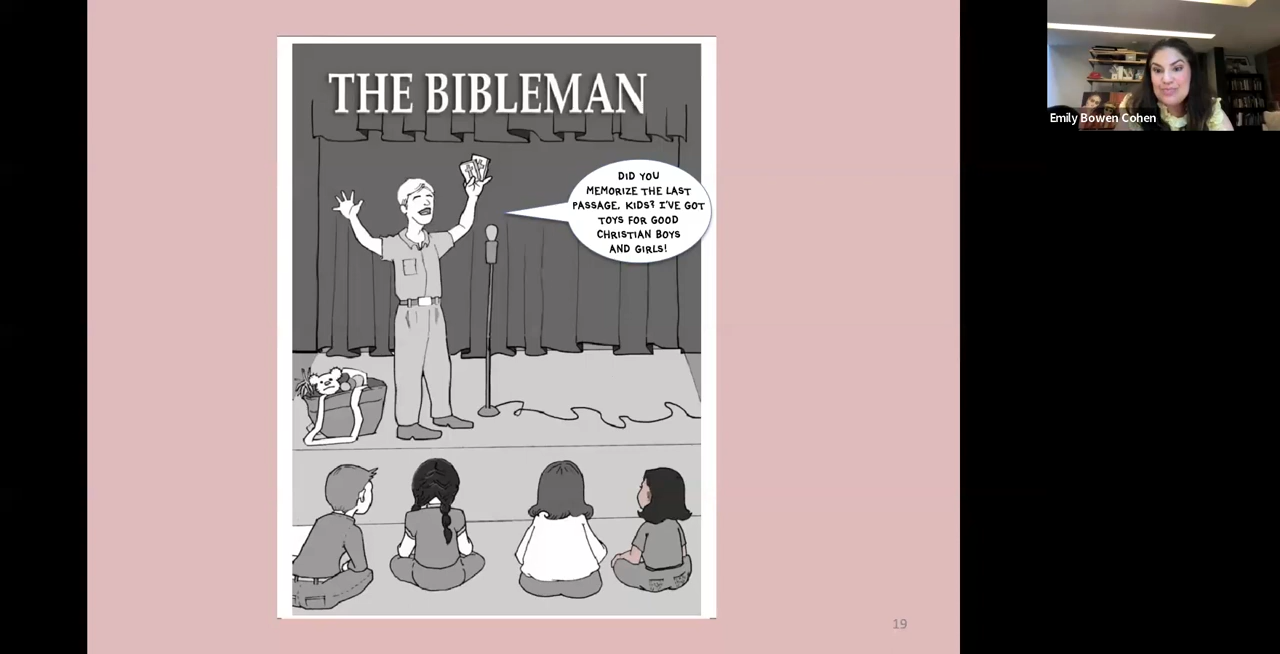 THE BIBLEMAN
DID YOU
MEMORIZE THE LAST
PASSAGE, KIDS? I'VE GOT
TOYS FOR GOOD
CHRISTIAN BOYS
AND GIRLS!
Emily Bowen Cohen
19